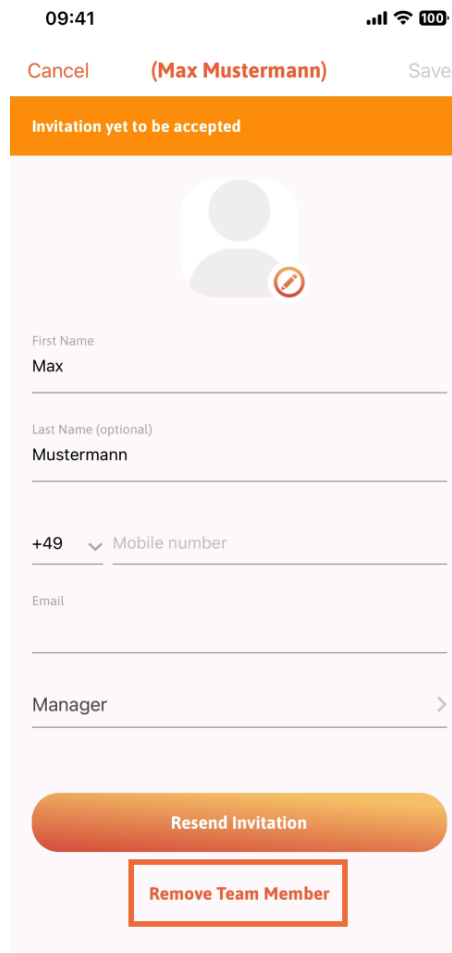 09:41
100
Cancel
(Max Mustermann)
Save
Invitation yet to be accepted
First Name
Max
Last Name (optional)
Mustermann
+49 Mobile number
Email
Manager
Resend Invitation
Remove Team Member